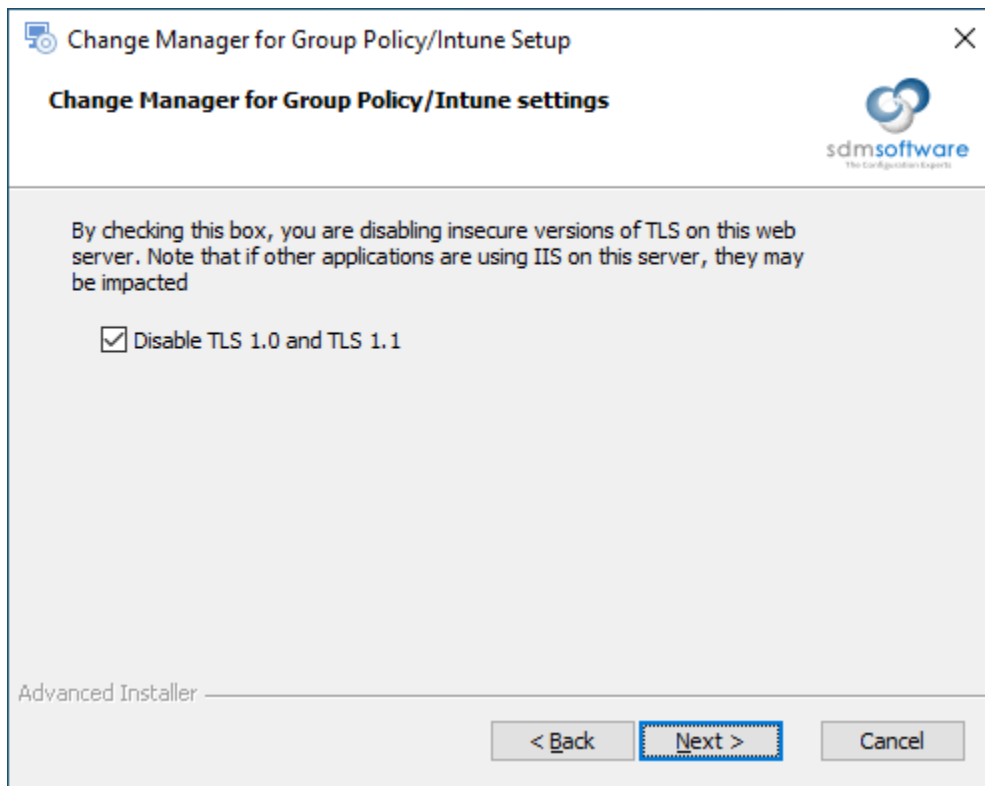 Change Manager for Group Policy/Intune Setup
Change Manager for Group Policy/Intune settings
sdmsoftware
The Configuration Experts
By checking this box, you are disabling insecure versions of TLS on this web
server. Note that if other applications are using IIS on this server, they may
be impacted
Disable TLS 1.0 and TLS 1.1
Advanced Installer
< Back
Next >
Cancel